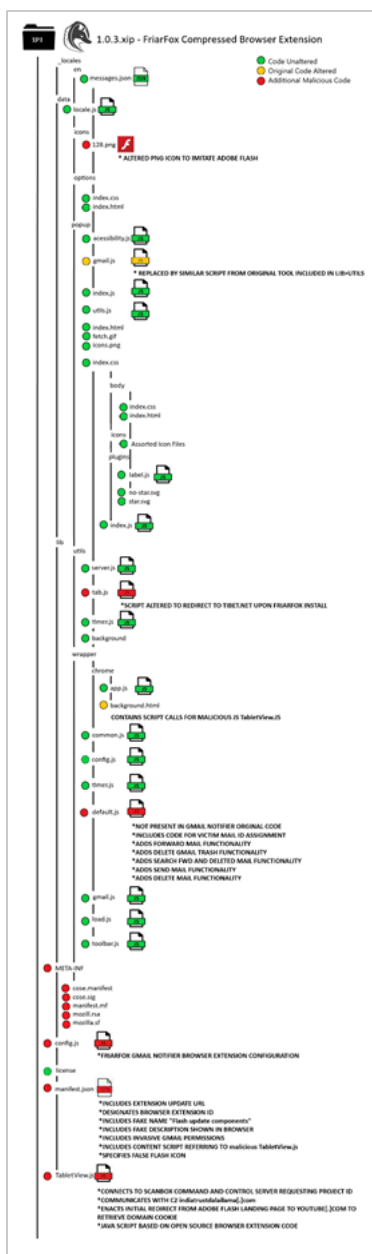 XPI
1.0.3.xip - FriarFox Compressed Browser Extension
Code Unaltered
Original Code Altered
Additional Malicious Code
_locales
en
messages.json
data
locale.js
icons
128.png
* ALTERED PNG ICON TO IMITATE ADOBE FLASH
options
index.css
index.html
popup
acessibility.js
gmail.js
* REPLACED BY SIMILAR SCRIPT FROM ORIGINAL TOOL INCLUDED IN LIB>UTILS
index.js
utils.js
index.html
fetch.gif
icons.png
index.css
body
index.css
index.html
icons
Assorted Icon Files
plugins
label.js
no-star.svg
star.svg
index.js
lib
utils
server.js
tab.js
*SCRIPT ALTERED TO REDIRECT TO TIBET.NET UPON FRIARFOX INSTALL
timer.js
background
wrapper
chrome
app.js
background.html
CONTAINS SCRIPT CALLS FOR MALICIOUS JS TabletView.JS
common.js
config.js
timer.js
default.js
*NOT PRESENT IN GMAIL NOTIFIER ORGINAL CODE
*INCLUDES CODE FOR VICTIM MAIL ID ASSIGNMENT
*ADDS FORWARD MAIL FUNCTIONALITY
*ADDS DELETE GMAIL TRASH FUNCTIONALITY
*ADDS SEARCH FWD AND DELETED MAIL FUNCTIONALITY
*ADDS SEND MAIL FUNCTIONALITY
*ADDS DELETE MAIL FUNCTIONALITY
gmail.js
load.js
toolbar.js
META-INF
cose.manifest
cose.sig
manifest.mf
mozill.rsa
mozilla.sf
config.js
*FRIARFOX GMAIL NOTIFIER BROWSER EXTENSION CONFIGURATION
license
manifest.json
*INCLUDES EXTENSION UPDATE URL
*DESIGNATES BROWSER EXTENSION ID
*INCLUDES FAKE NAME "Flash update components"
*INCLUDES FAKE DESCRIPTION SHOWN IN BROWSER
*INCLUDES INVASIVE GMAIL PERMISSIONS
*INCLUDES CONTENT SCRIPT REFERRING TO malicious TabletView.js
*SPECIFIES FALSE FLASH ICON
TabletView.js
*CONNECTS TO SCANBOX COMMAND AND CONTROL SERVER REQUESTING PROJECT ID
*COMMUNICATES WITH C2 indiatrustdalailama[.]com
*ENACTS INITIAL REDIRECT FROM ADOBE FLASH LANDING PAGE TO YOUTUBE[.]COM TO
RETRIEVE DOMAIN COOKIE
*JAVA SCRIPT BASED ON OPEN SOURCE BROWSER EXTENSION CODE